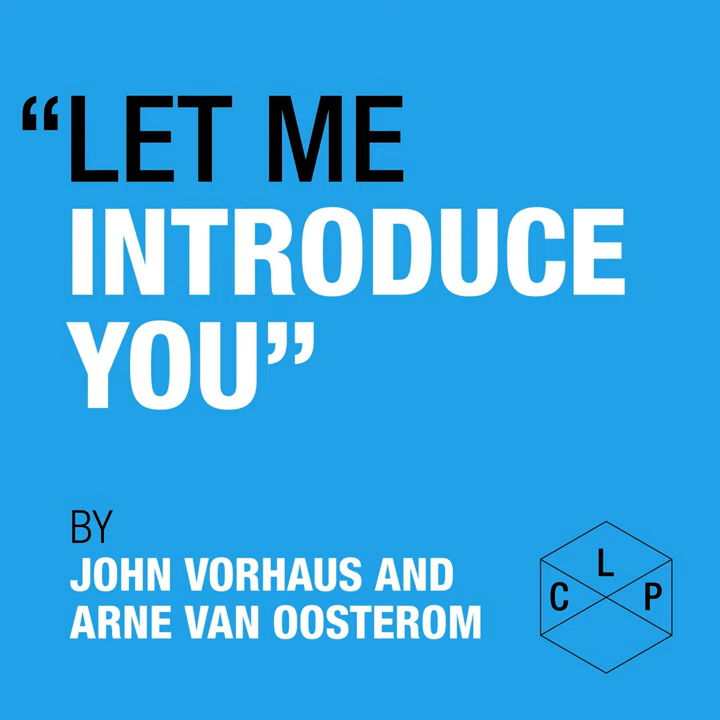 “LET ME
INTRODUCE
YOU”
BY
JOHN VORHAUS AND
ARNE VAN OOSTEROM
L
C P